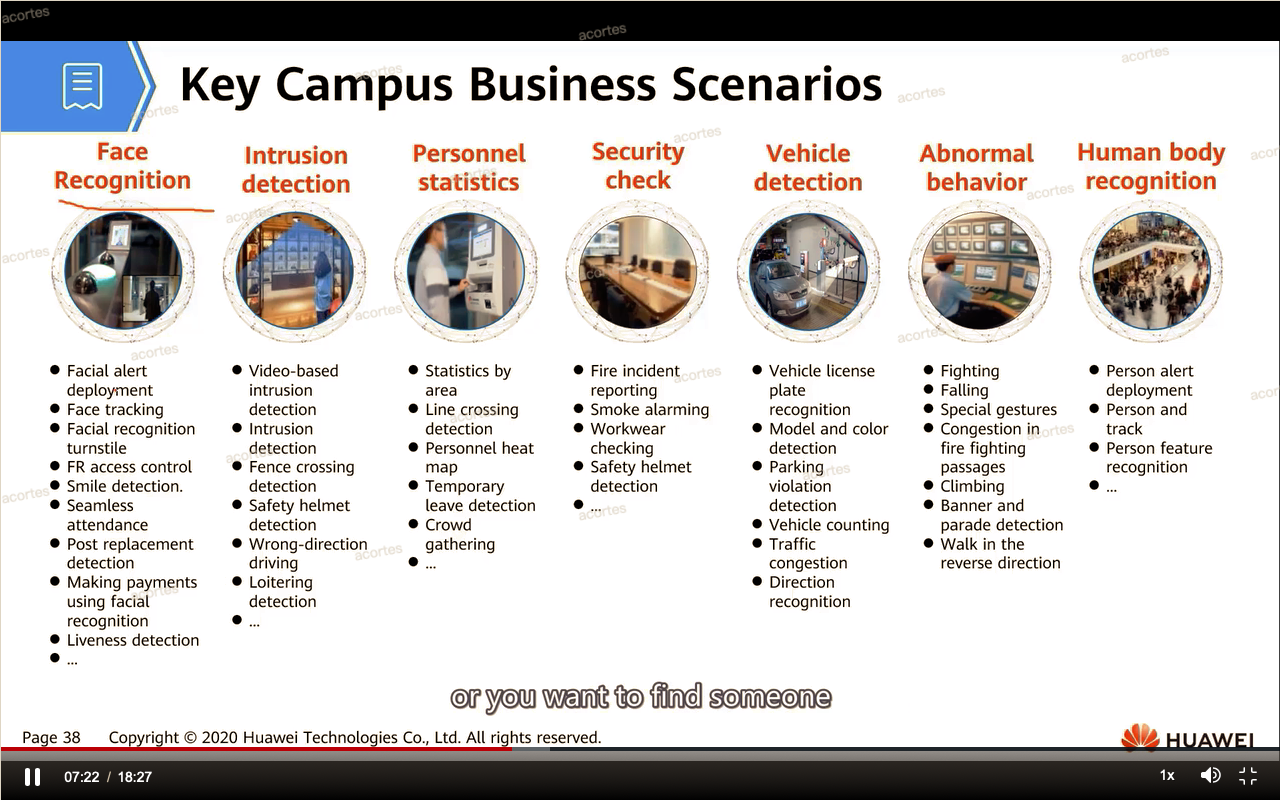 Key Campus Business Scenarios
Face
Recognition
Facial alert
deployment
Face tracking
Facial recognition
turnstile
FR access control
Smile detection.
Seamless
attendance
Post replacement
detection
Making payments
using facial
recognition
Liveness detection
...
Intrusion
detection
Video-based
intrusion
detection
Intrusion
detection
Fence crossing
detection
Safety helmet
detection
Wrong-direction
driving
Loitering
detection
...
Personnel
statistics
Statistics by
area
Line crossing
detection
Personnel heat
map
Temporary
leave detection
Crowd
gathering
...
Security
check
Fire incident
reporting
Smoke alarming
Workwear
checking
Safety helmet
detection
...
Vehicle
detection
Vehicle license
plate
recognition
Model and color
detection
Parking
violation
detection
Vehicle counting
Traffic
congestion
Direction
recognition
Abnormal
behavior
Fighting
Falling
Special gestures
Congestion in
fire fighting
passages
Climbing
Banner and
parade detection
Walk in the
reverse direction
Human body
recognition
Person alert
deployment
Person and
track
Person feature
recognition
...
or you want to find someone
Page 38 Copyright © 2020 Huawei Technologies Co., Ltd. All rights reserved.
HUAWEI
07:22 / 18:27
1x
acortes